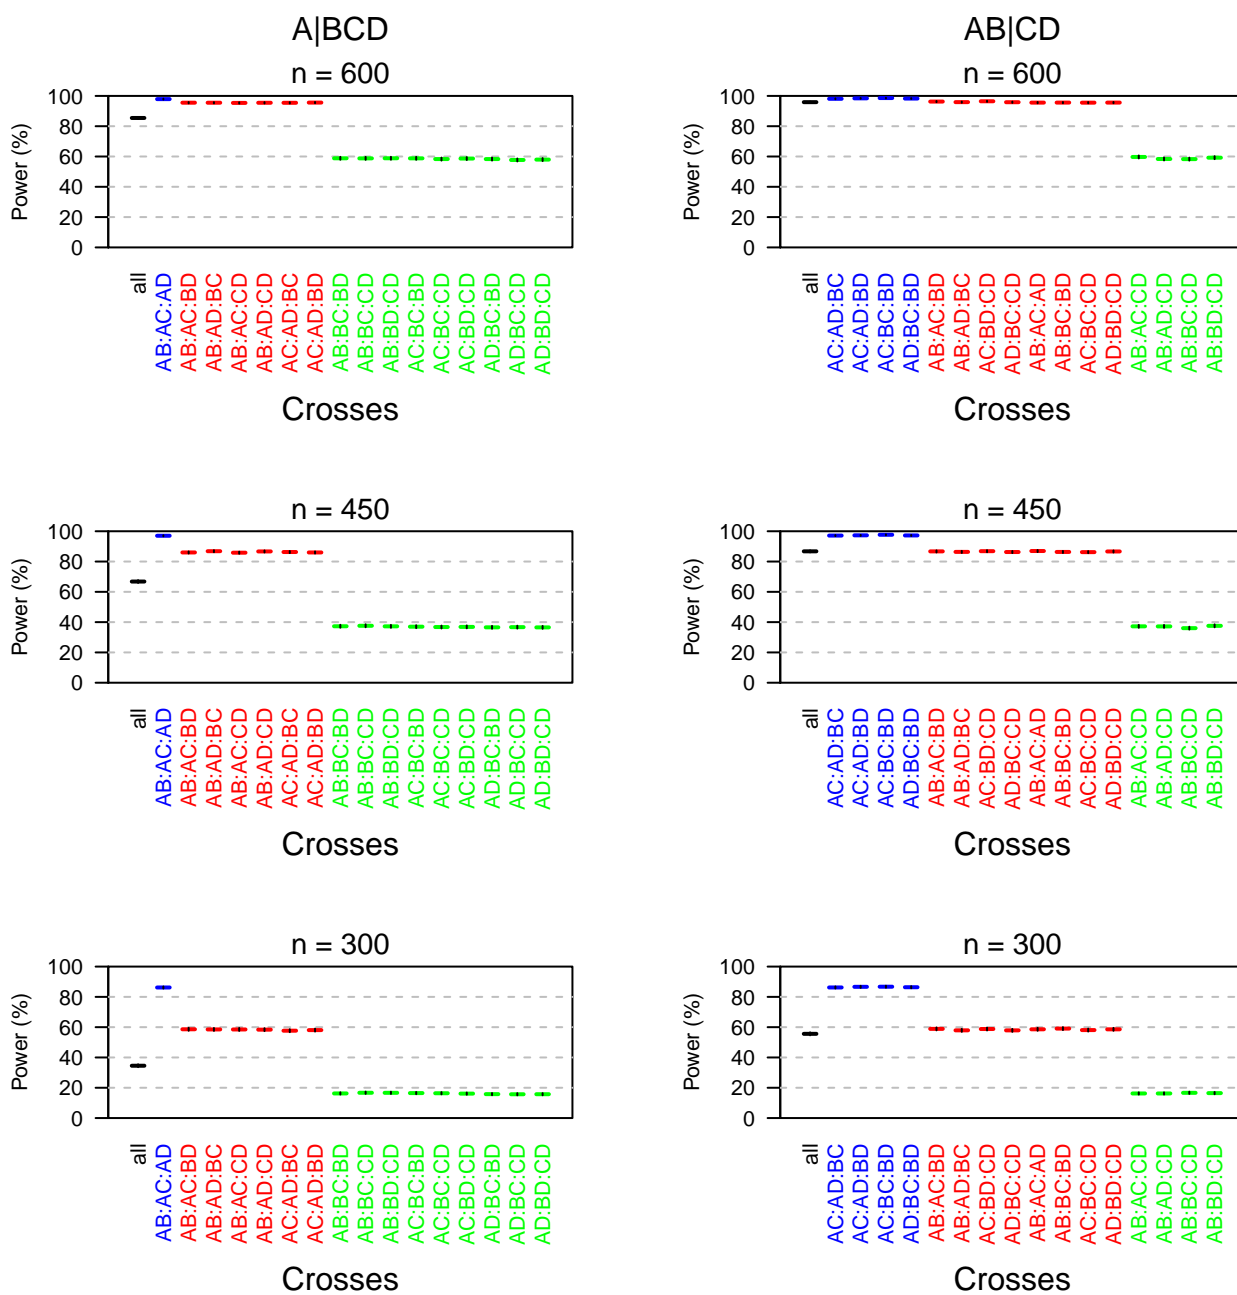 A|BCD
n = 600
Power (%)
100
80
60
40
20
0
all
AB:AC:AD
AB:AC:BD
AB:AD:BC
AB:AC:CD
AB:AD:CD
AC:AD:BC
AC:AD:BD
AB:BC:BD
AB:BC:CD
AB:BD:CD
AC:BC:BD
AC:BC:CD
AC:BD:CD
AD:BC:BD
AD:BC:CD
AD:BD:CD
Crosses
AB|CD
n = 600
Power (%)
100
80
60
40
20
0
all
AC:AD:BC
AC:AD:BD
AC:BC:BD
AD:BC:BD
AB:AC:BD
AB:AD:BC
AC:BD:CD
AD:BC:CD
AB:AC:AD
AB:BC:BD
AC:BC:CD
AD:BD:CD
AB:AC:CD
AB:AD:CD
AB:BC:CD
AB:BD:CD
Crosses
n = 450
Power (%)
100
80
60
40
20
0
all
AB:AC:AD
AB:AC:BD
AB:AD:BC
AB:AC:CD
AB:AD:CD
AC:AD:BC
AC:AD:BD
AB:BC:BD
AB:BC:CD
AB:BD:CD
AC:BC:BD
AC:BC:CD
AC:BD:CD
AD:BC:BD
AD:BC:CD
AD:BD:CD
Crosses
n = 450
Power (%)
100
80
60
40
20
0
all
AC:AD:BC
AC:AD:BD
AC:BC:BD
AD:BC:BD
AB:AC:BD
AB:AD:BC
AC:BD:CD
AD:BC:CD
AB:AC:AD
AB:BC:BD
AC:BC:CD
AD:BD:CD
AB:AC:CD
AB:AD:CD
AB:BC:CD
AB:BD:CD
Crosses
n = 300
Power (%)
100
80
60
40
20
0
all
AB:AC:AD
AB:AC:BD
AB:AD:BC
AB:AC:CD
AB:AD:CD
AC:AD:BC
AC:AD:BD
AB:BC:BD
AB:BC:CD
AB:BD:CD
AC:BC:BD
AC:BC:CD
AC:BD:CD
AD:BC:BD
AD:BC:CD
AD:BD:CD
Crosses
n = 300
Power (%)
100
80
60
40
20
0
all
AC:AD:BC
AC:AD:BD
AC:BC:BD
AD:BC:BD
AB:AC:BD
AB:AD:BC
AC:BD:CD
AD:BC:CD
AB:AC:AD
AB:BC:BD
AC:BC:CD
AD:BD:CD
AB:AC:CD
AB:AD:CD
AB:BC:CD
AB:BD:CD
Crosses